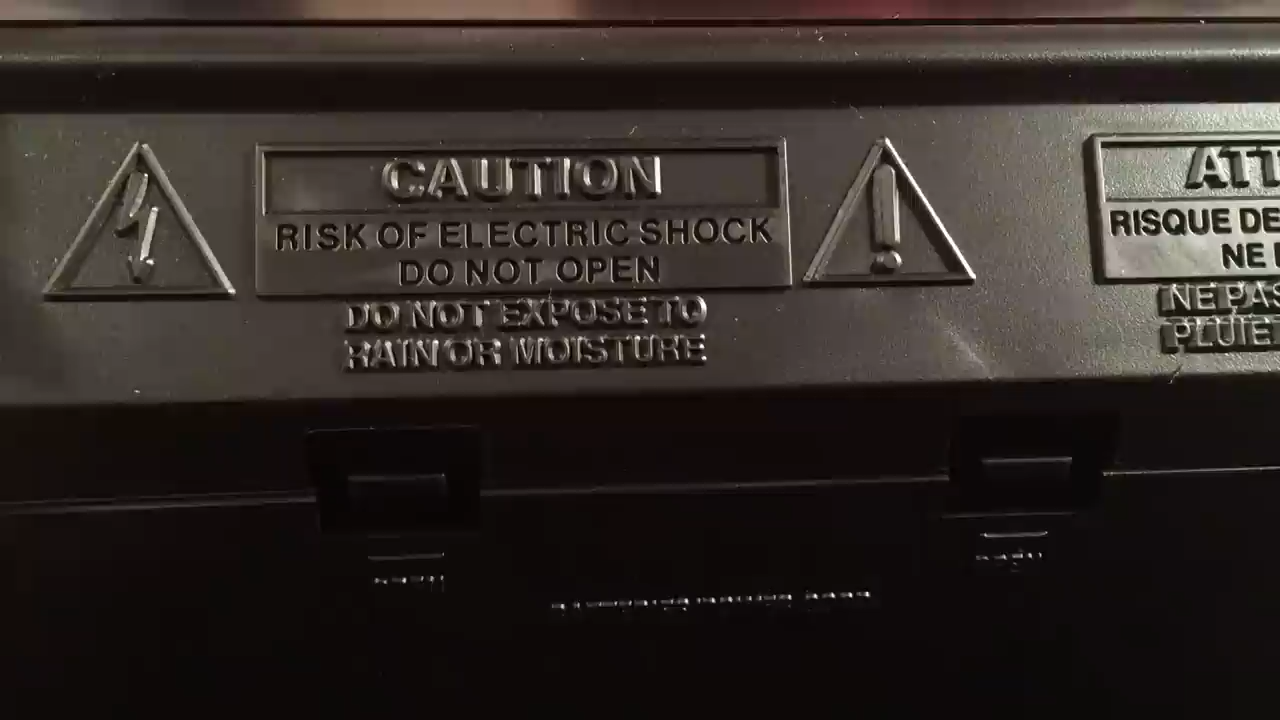 CAUTION
RISK OF ELECTRIC SHOCK
DO NOT OPEN
DO NOT EXPOSE TO
RAIN OR MOISTURE
ATT
RISQUE DE
NE
NE PAS
PLUIE